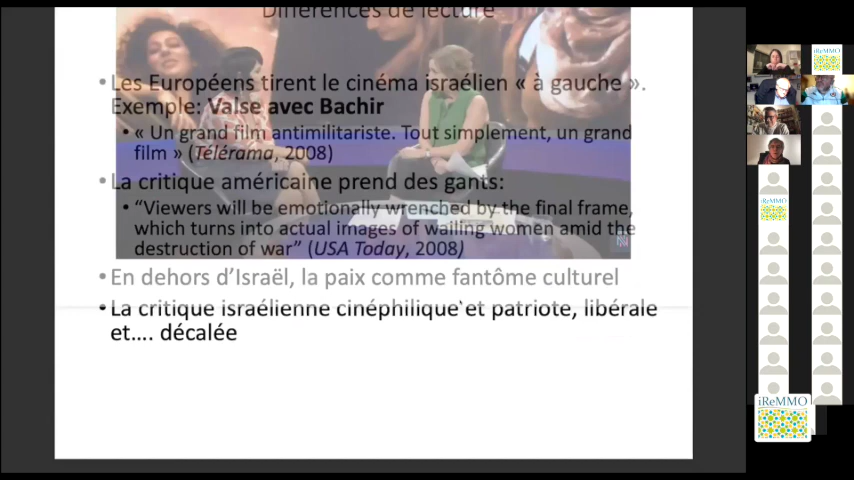 Différences de lecture
• Les Européens tirent le cinéma israélien « à gauche ».
Exemple: Valse avec Bachir
• « Un grand film antimilitariste. Tout simplement, un grand
film » (Télérama, 2008)
• La critique américaine prend des gants:
• “Viewers will be emotionally wrenched by the final frame,
which turns into actual images of wailing women amid the
destruction of war” (USA Today, 2008)
• En dehors d’Israël, la paix comme fantôme culturel
• La critique israélienne cinéphilique et patriote, libérale
et…. décalée
iReMMO
iReMMO
iReMMO